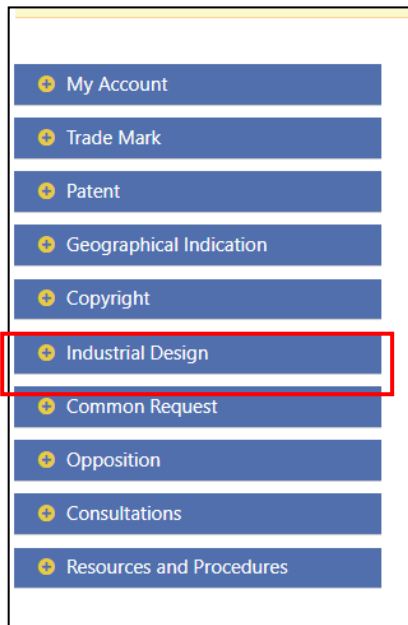 My Account
Trade Mark
Patent
Geographical Indication
Copyright
Industrial Design
Common Request
Opposition
Consultations
Resources and Procedures